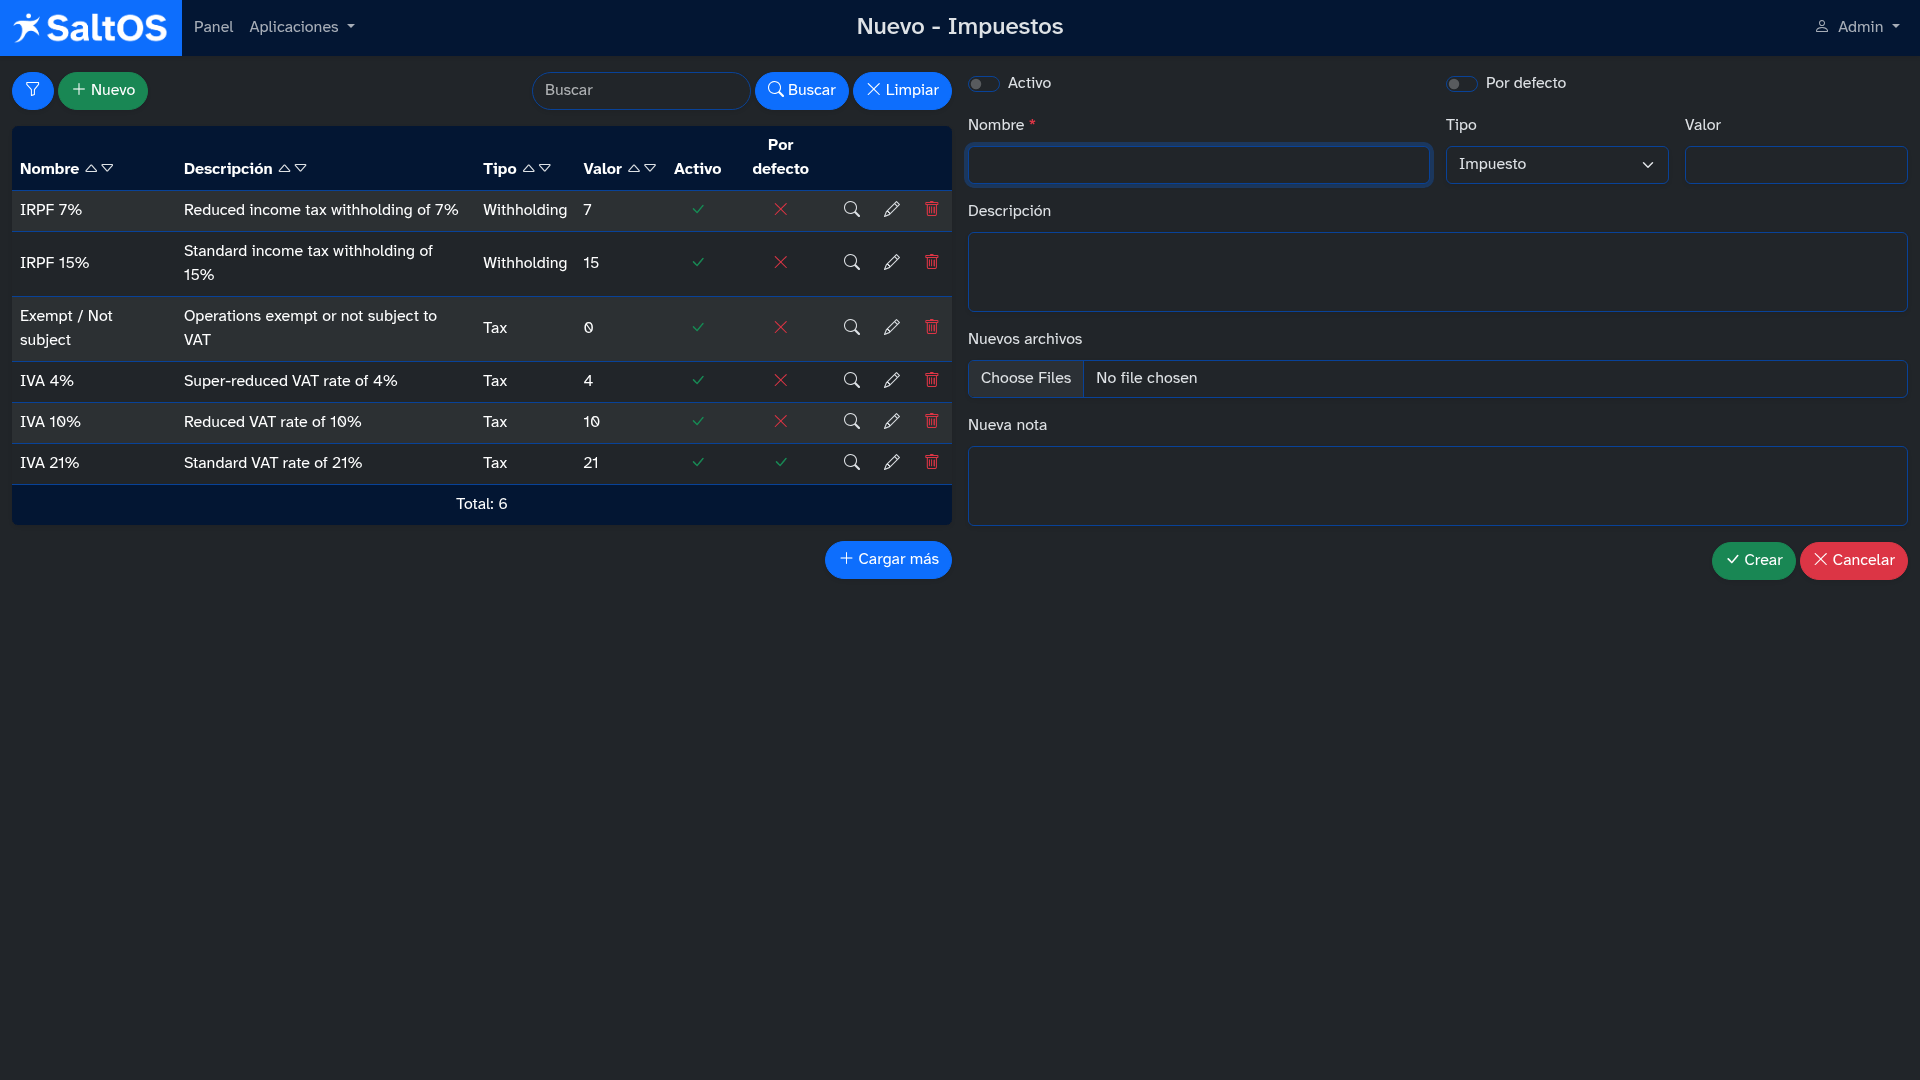 SaltOS
Panel
Aplicaciones
Nuevo - Impuestos
Admin
Nuevo
Buscar
Buscar
Limpiar
Nombre
Descripción
Tipo
Valor
Activo
Por
defecto
IRPF 7%
Reduced income tax withholding of 7%
Withholding
7
IRPF 15%
Standard income tax withholding of
15%
Withholding
15
Exempt / Not
subject
Operations exempt or not subject to
VAT
Tax
0
IVA 4%
Super-reduced VAT rate of 4%
Tax
4
IVA 10%
Reduced VAT rate of 10%
Tax
10
IVA 21%
Standard VAT rate of 21%
Tax
21
Total: 6
Cargar más
Activo
Por defecto
Nombre *
Tipo
Valor
Impuesto
Descripción
Nuevos archivos
Choose Files
No file chosen
Nueva nota
Crear
Cancelar